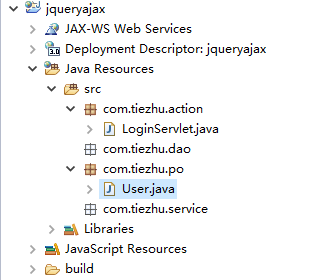 jqueryajax
JAX-WS Web Services
Deployment Descriptor: jqueryajax
Java Resources
src
com.tiezhu.action
LoginServlet.java
com.tiezhu.dao
com.tiezhu.po
User.java
com.tiezhu.service
Libraries
JavaScript Resources
build